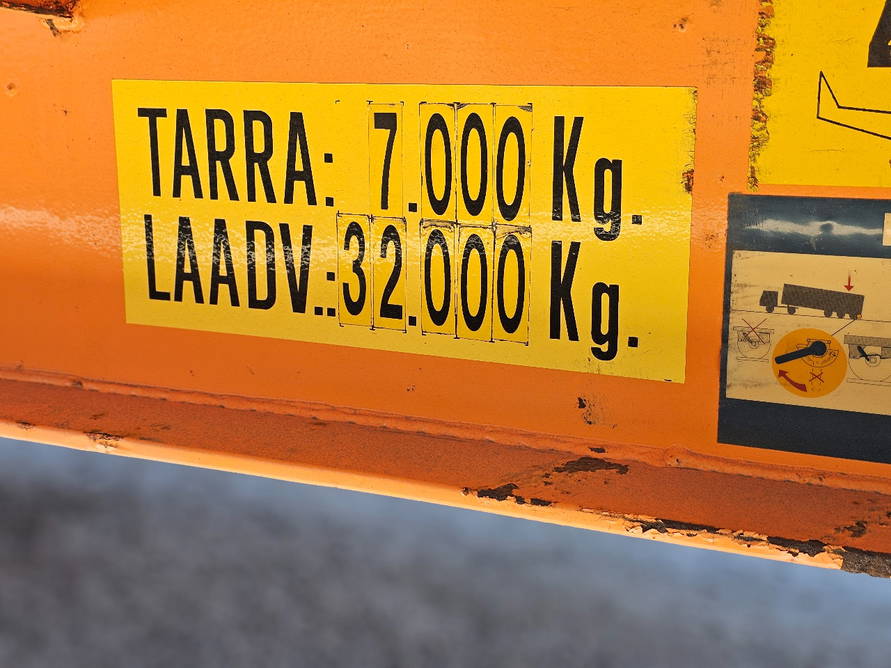 TARRA: 7.000 Kg.
LAADV.: 32.000 Kg.